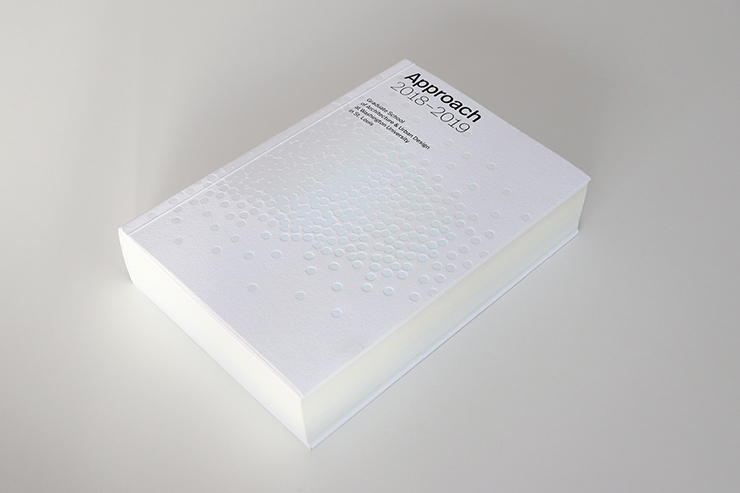 Approach
2018–2019
Graduate School
of Architecture & Urban Design
at Washington University
in St. Louis